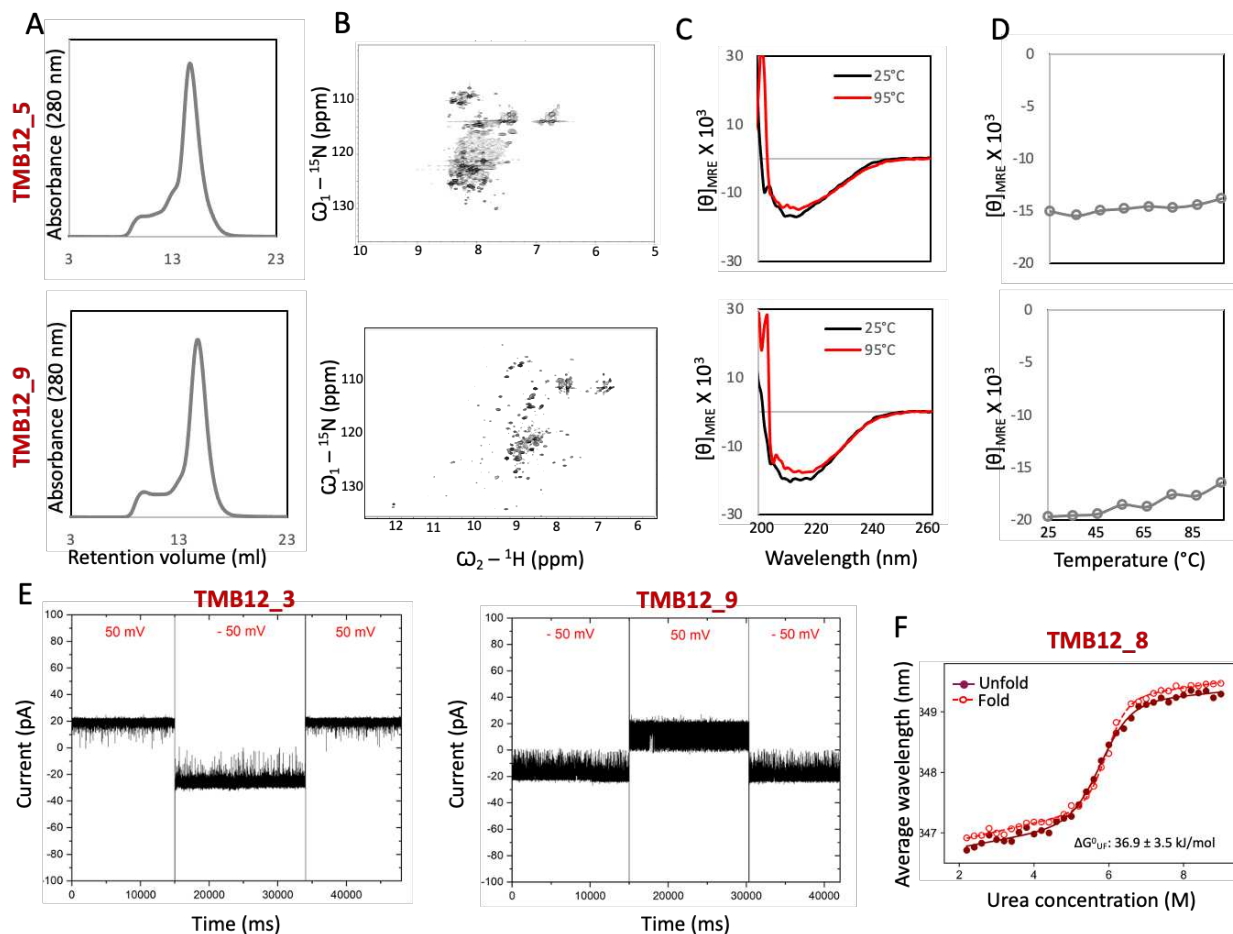 A
B
C
D
TMB12_5
Absorbance (280 nm)
3
13
23
ω₁ – ¹⁵N (ppm)
110
120
130
10
9
8
7
6
5
[θ]MRE X 10³
30
10
-10
-30
25°C
95°C
[θ]MRE X 10³
0
-5
-10
-15
-20
TMB12_9
Absorbance (280 nm)
3
13
23
Retention volume (ml)
ω₁ – ¹⁵N (ppm)
110
120
130
12
11
10
9
8
7
6
ω₂ – ¹H (ppm)
[θ]MRE X 10³
30
10
-10
-30
25°C
95°C
200
220
240
260
Wavelength (nm)
[θ]MRE X 10³
0
-5
-10
-15
-20
25
45
65
85
Temperature (°C)
E
TMB12_3
50 mV
- 50 mV
50 mV
Current (pA)
100
80
60
40
20
0
-20
-40
-60
-80
-100
0
10000
20000
30000
40000
Time (ms)
TMB12_9
- 50 mV
50 mV
- 50 mV
Current (pA)
100
80
60
40
20
0
-20
-40
-60
-80
-100
0
10000
20000
30000
40000
Time (ms)
F
TMB12_8
Unfold
Fold
Average wavelength (nm)
349
348
347
ΔG⁰UF: 36.9 ± 3.5 kJ/mol
2
4
6
8
Urea concentration (M)